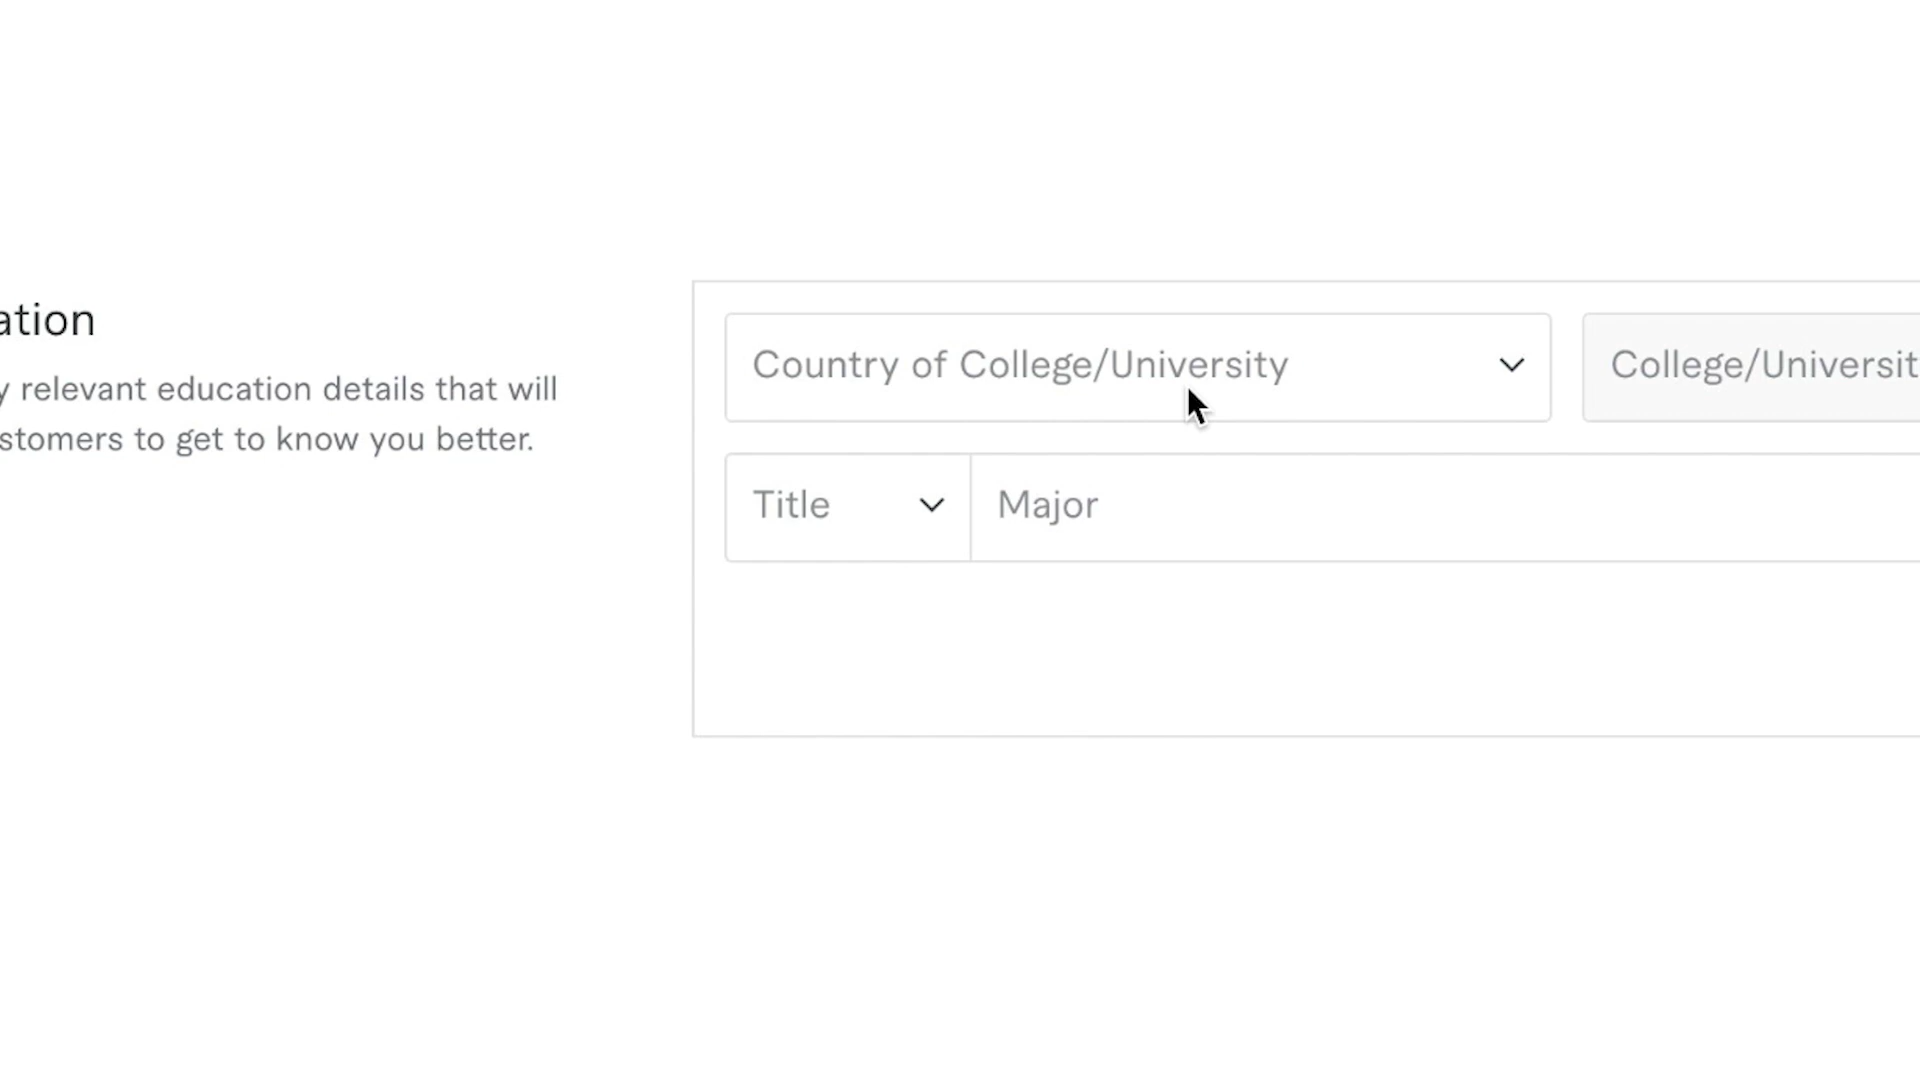 ation
Country of College/University
College/Universit
y relevant education details that will
stomers to get to know you better.
Title
Major